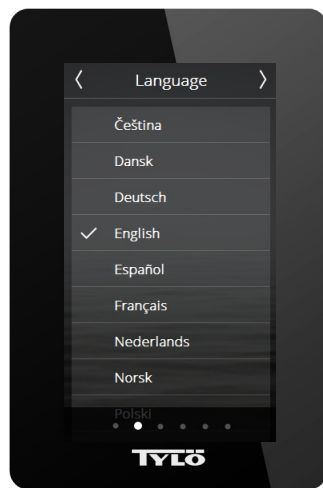 Language
Čeština
Dansk
Deutsch
English
Español
Français
Nederlands
Norsk
Polski
TYLÖ